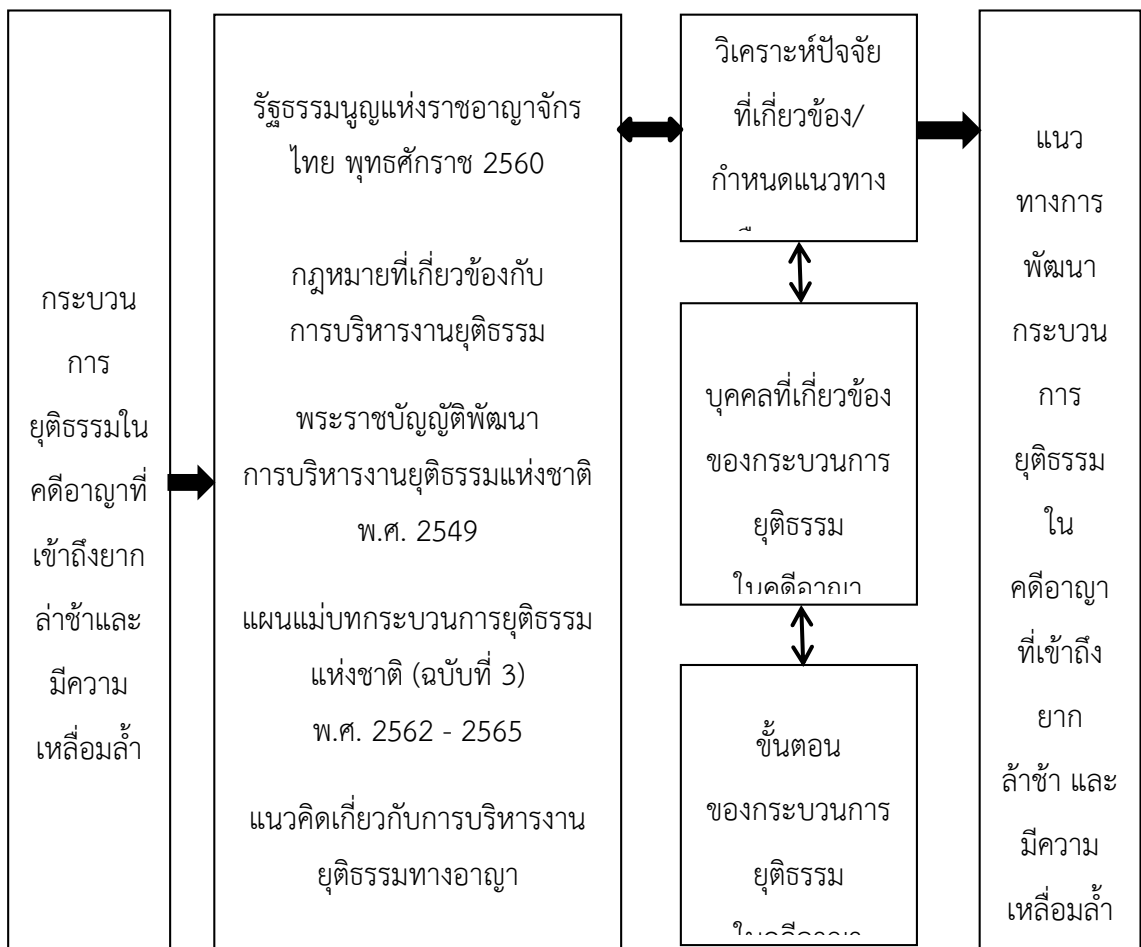 กระบวน
การ
ยุติธรรมใน
คดีอาญาที่
เข้าถึงยาก
ล่าช้าและ
มีความ
เหลื่อมล้ำ
รัฐธรรมนูญแห่งราชอาญาจักร
ไทย พุทธศักราช 2560
กฎหมายที่เกี่ยวข้องกับ
การบริหารงานยุติธรรม
พระราชบัญญัติพัฒนา
การบริหารงานยุติธรรมแห่งชาติ
พ.ศ. 2549
แผนแม่บทกระบวนการยุติธรรม
แห่งชาติ (ฉบับที่ 3)
พ.ศ. 2562 - 2565
แนวคิดเกี่ยวกับการบริหารงาน
ยุติธรรมทางอาญา
วิเคราะห์ปัจจัย
ที่เกี่ยวข้อง/
กำหนดแนวทาง
บุคคลที่เกี่ยวข้อง
ของกระบวนการ
ยุติธรรม
ในคดีอาญา
ขั้นตอน
ของกระบวนการ
ยุติธรรม
ในคดีอาญา
แนว
ทางการ
พัฒนา
กระบวน
การ
ยุติธรรม
ใน
คดีอาญา
ที่เข้าถึง
ยาก
ล้าช้า และ
มีความ
เหลื่อมล้ำ